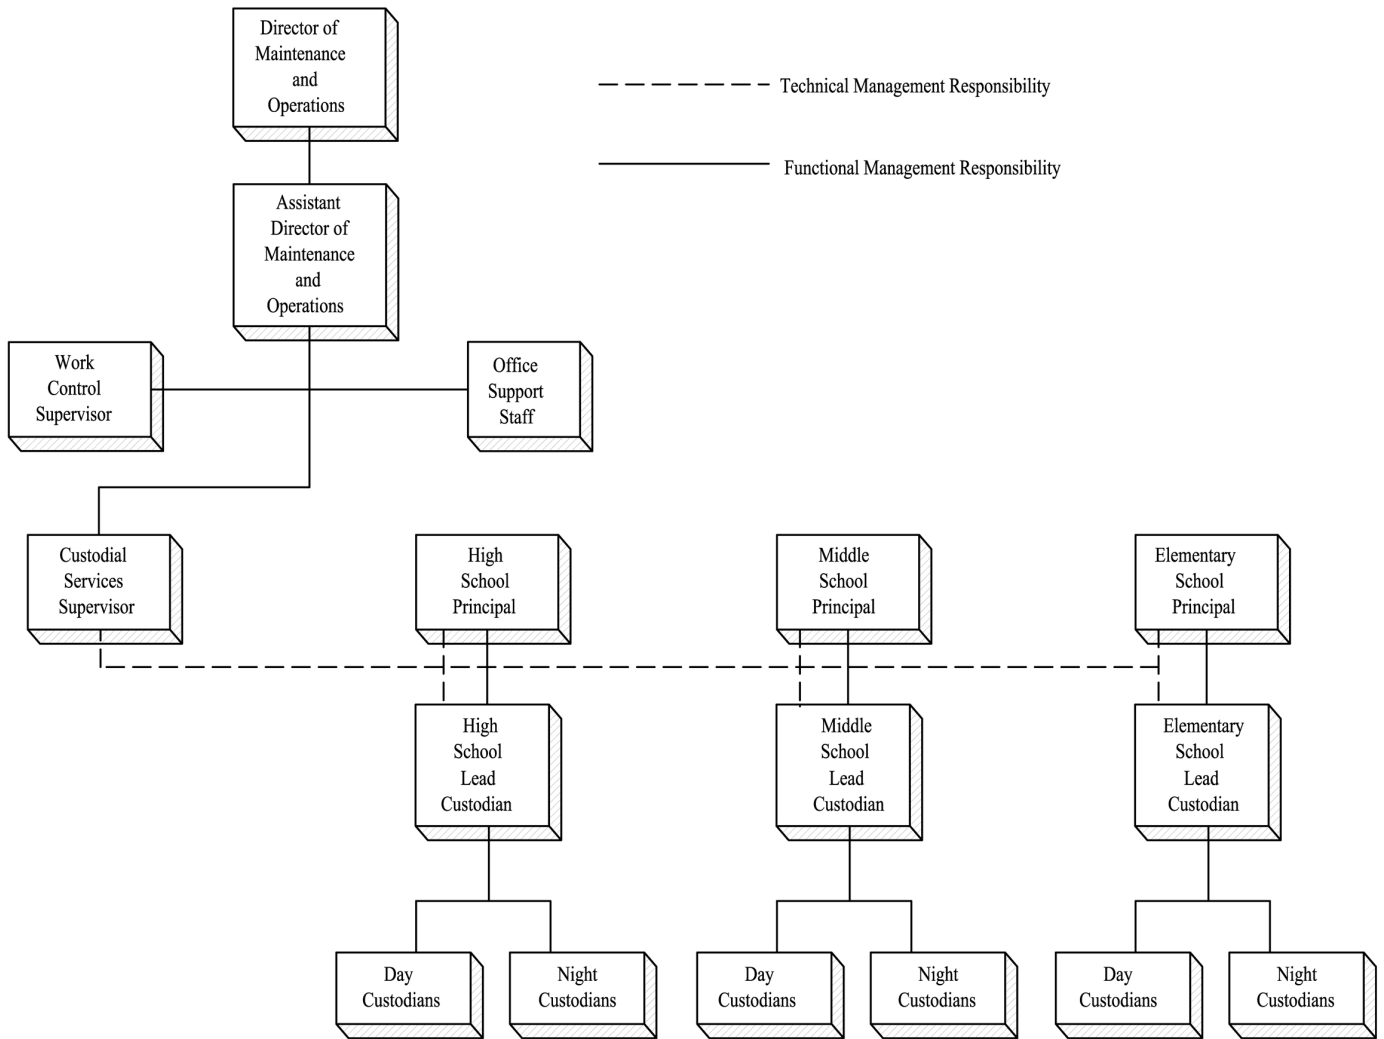 Director of
Maintenance
and
Operations
Technical Management Responsibility
Functional Management Responsibility
Assistant
Director of
Maintenance
and
Operations
Work
Control
Supervisor
Office
Support
Staff
Custodial
Services
Supervisor
High
School
Principal
Middle
School
Principal
Elementary
School
Principal
High
School
Lead
Custodian
Middle
School
Lead
Custodian
Elementary
School
Lead
Custodian
Day
Custodians
Night
Custodians
Day
Custodians
Night
Custodians
Day
Custodians
Night
Custodians